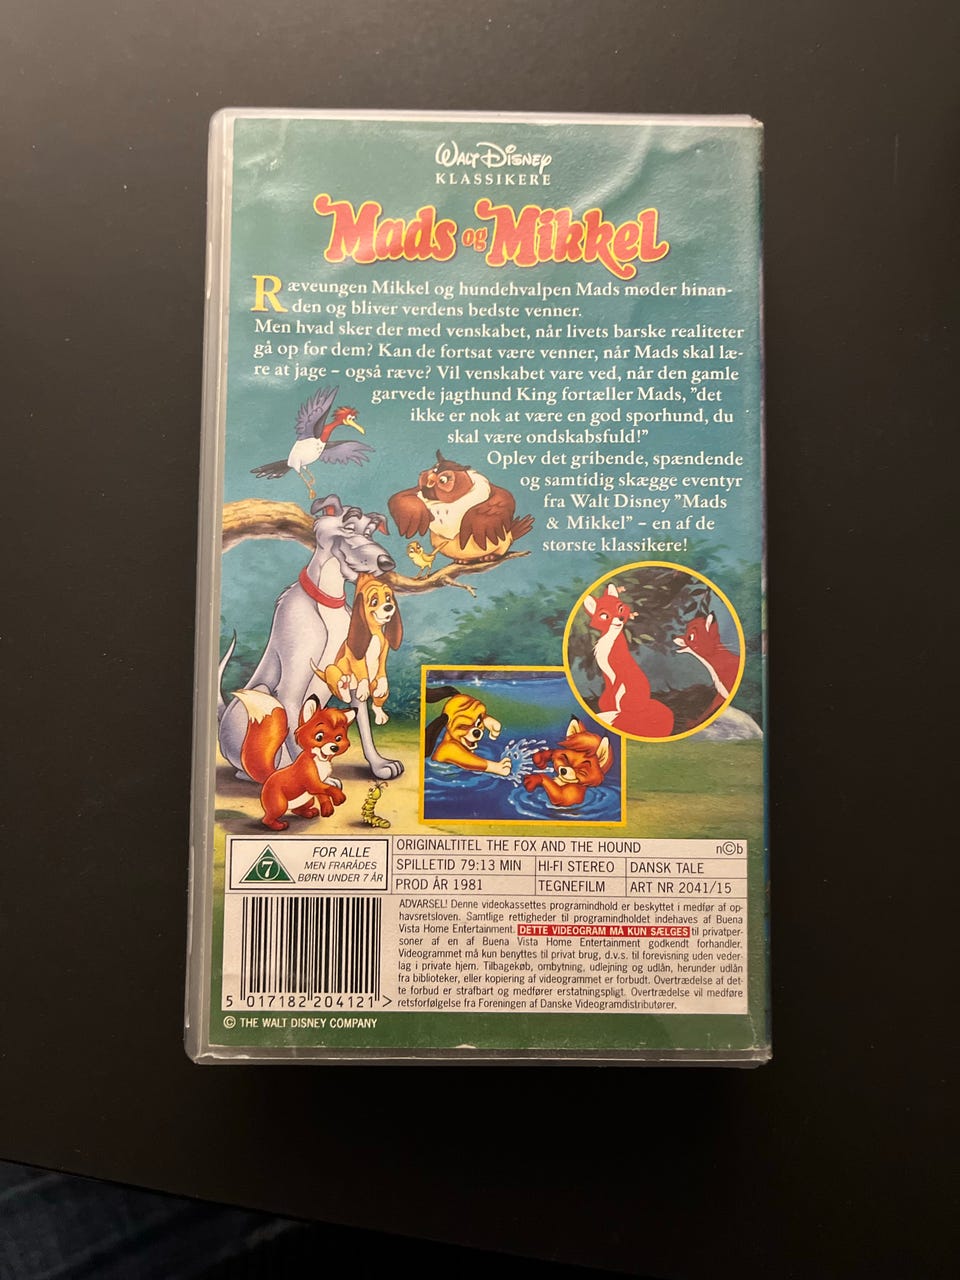 WALT DISNEY
KLASSIKERE
Mads og Mikkel
Ræveungen Mikkel og hundehvalpen Mads møder hinan-
den og bliver verdens bedste venner.
Men hvad sker der med venskabet, når livets barske realiteter
gå op for dem? Kan de fortsat være venner, når Mads skal læ-
re at jage – også ræve? Vil venskabet vare ved, når den gamle
garvede jagthund King fortæller Mads, ”det
ikke er nok at være en god sporhund, du
skal være ondskabsfuld!”
Oplev det gribende, spændende
og samtidig skægge eventyr
fra Walt Disney ”Mads
& Mikkel” – en af de
største klassikere!
7
FOR ALLE
MEN FRARÅDES
BØRN UNDER 7 ÅR
ORIGINALTITEL THE FOX AND THE HOUND n©b
SPILLETID 79:13 MIN HI-FI STEREO DANSK TALE
PROD ÅR 1981 TEGNEFILM ART NR 2041/15
ADVARSEL! Denne videokassettes programindhold er beskyttet i medfør af op-
havsretsloven. Samtlige rettigheder til programindholdet indehaves af Buena
Vista Home Entertainment. DETTE VIDEOGRAM MÅ KUN SÆLGES til privatper-
soner af en af Buena Vista Home Entertainment godkendt forhandler.
Videogrammet må kun benyttes til privat brug, d.v.s. til forevisning uden veder-
lag i private hjem. Tilbagekøb, ombytning, udlejning og udlån, herunder udlån
fra biblioteker, eller kopiering af videogrammet er forbudt. Overtrædelse af det-
te forbud er strafbart og medfører erstatningspligt. Overtrædelse vil medføre
retsforfølgelse fra Foreningen af Danske Videogramdistributører.
5 017182 204121 >
© THE WALT DISNEY COMPANY